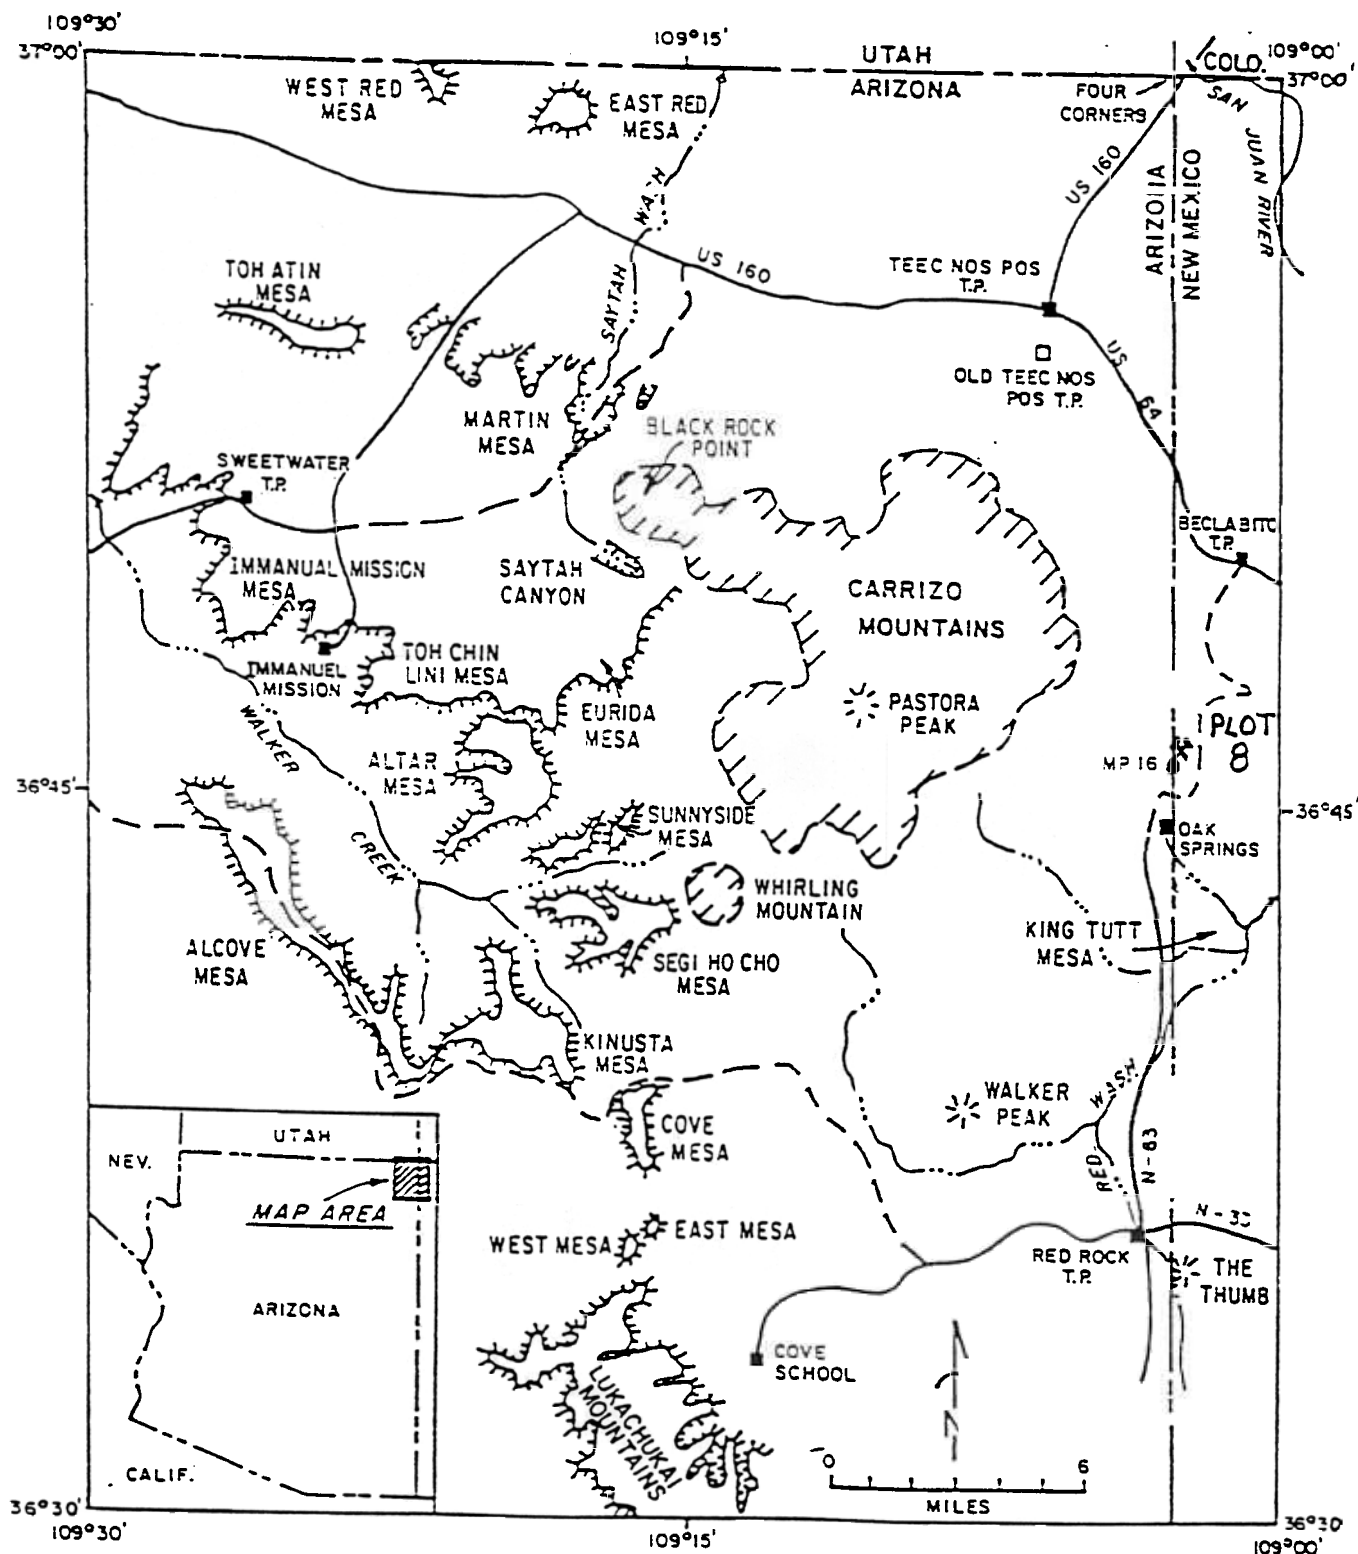 109°30'
109°15'
109°00'
37°00'
37°00'
UTAH
ARIZONA
COLO.
FOUR
CORNERS
SAN JUAN RIVER
WEST RED
MESA
EAST RED
MESA
US 160
ARIZONA
NEW MEXICO
WASH
SAYTAH
US 160
TOH ATIN
MESA
TEEC NOS POS
T.P.
US 64
OLD TEEC NOS
POS T.P.
MARTIN
MESA
BLACK ROCK
POINT
SWEETWATER
T.P.
BECLABITO
T.P.
IMMANUAL MISSION
MESA
SAYTAH
CANYON
CARRIZO
MOUNTAINS
TOH CHIN
LINI MESA
IMMANUEL
MISSION
EURIDA
MESA
PASTORA
PEAK
PLOT
8
MP 16
WALKER
CREEK
ALTAR
MESA
36°45'
36°45'
SUNNYSIDE
MESA
OAK
SPRINGS
WHIRLING
MOUNTAIN
KING TUTT
MESA
ALCOVE
MESA
SEGI HO CHO
MESA
KINUSTA
MESA
WALKER
PEAK
RED WASH
N-63
COVE
MESA
UTAH
NEV.
MAP AREA
ARIZONA
CALIF.
WEST MESA
EAST MESA
N-33
RED ROCK
T.P.
THE
THUMB
COVE
SCHOOL
LUKACHUKAI
MOUNTAINS
N
0
6
MILES
36°30'
36°30
109°30'
109°15'
109°00'